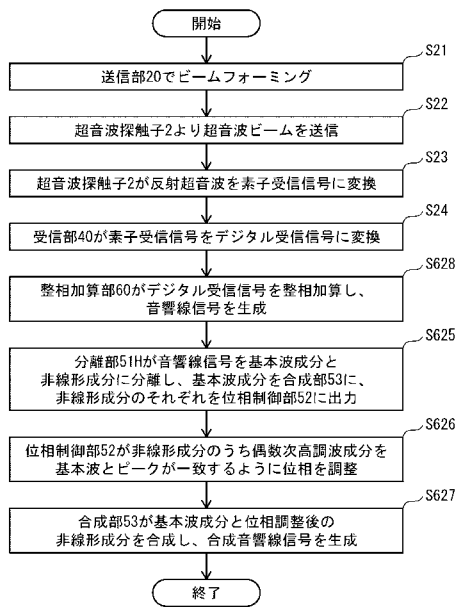 開始
S21
送信部20でビームフォーミング
S22
超音波探触子2より超音波ビームを送信
S23
超音波探触子2が反射超音波を素子受信信号に変換
S24
受信部40が素子受信信号をデジタル受信信号に変換
S628
整相加算部60がデジタル受信信号を整相加算し、
音響線信号を生成
S625
分離部51Hが音響線信号を基本波成分と
非線形成分に分離し、基本波成分を合成部53に、
非線形成分のそれぞれを位相制御部52に出力
S626
位相制御部52が非線形成分のうち偶数次高調波成分を
基本波とピークが一致するように位相を調整
S627
合成部53が基本波成分と位相調整後の
非線形成分を合成し、合成音響線信号を生成
終了